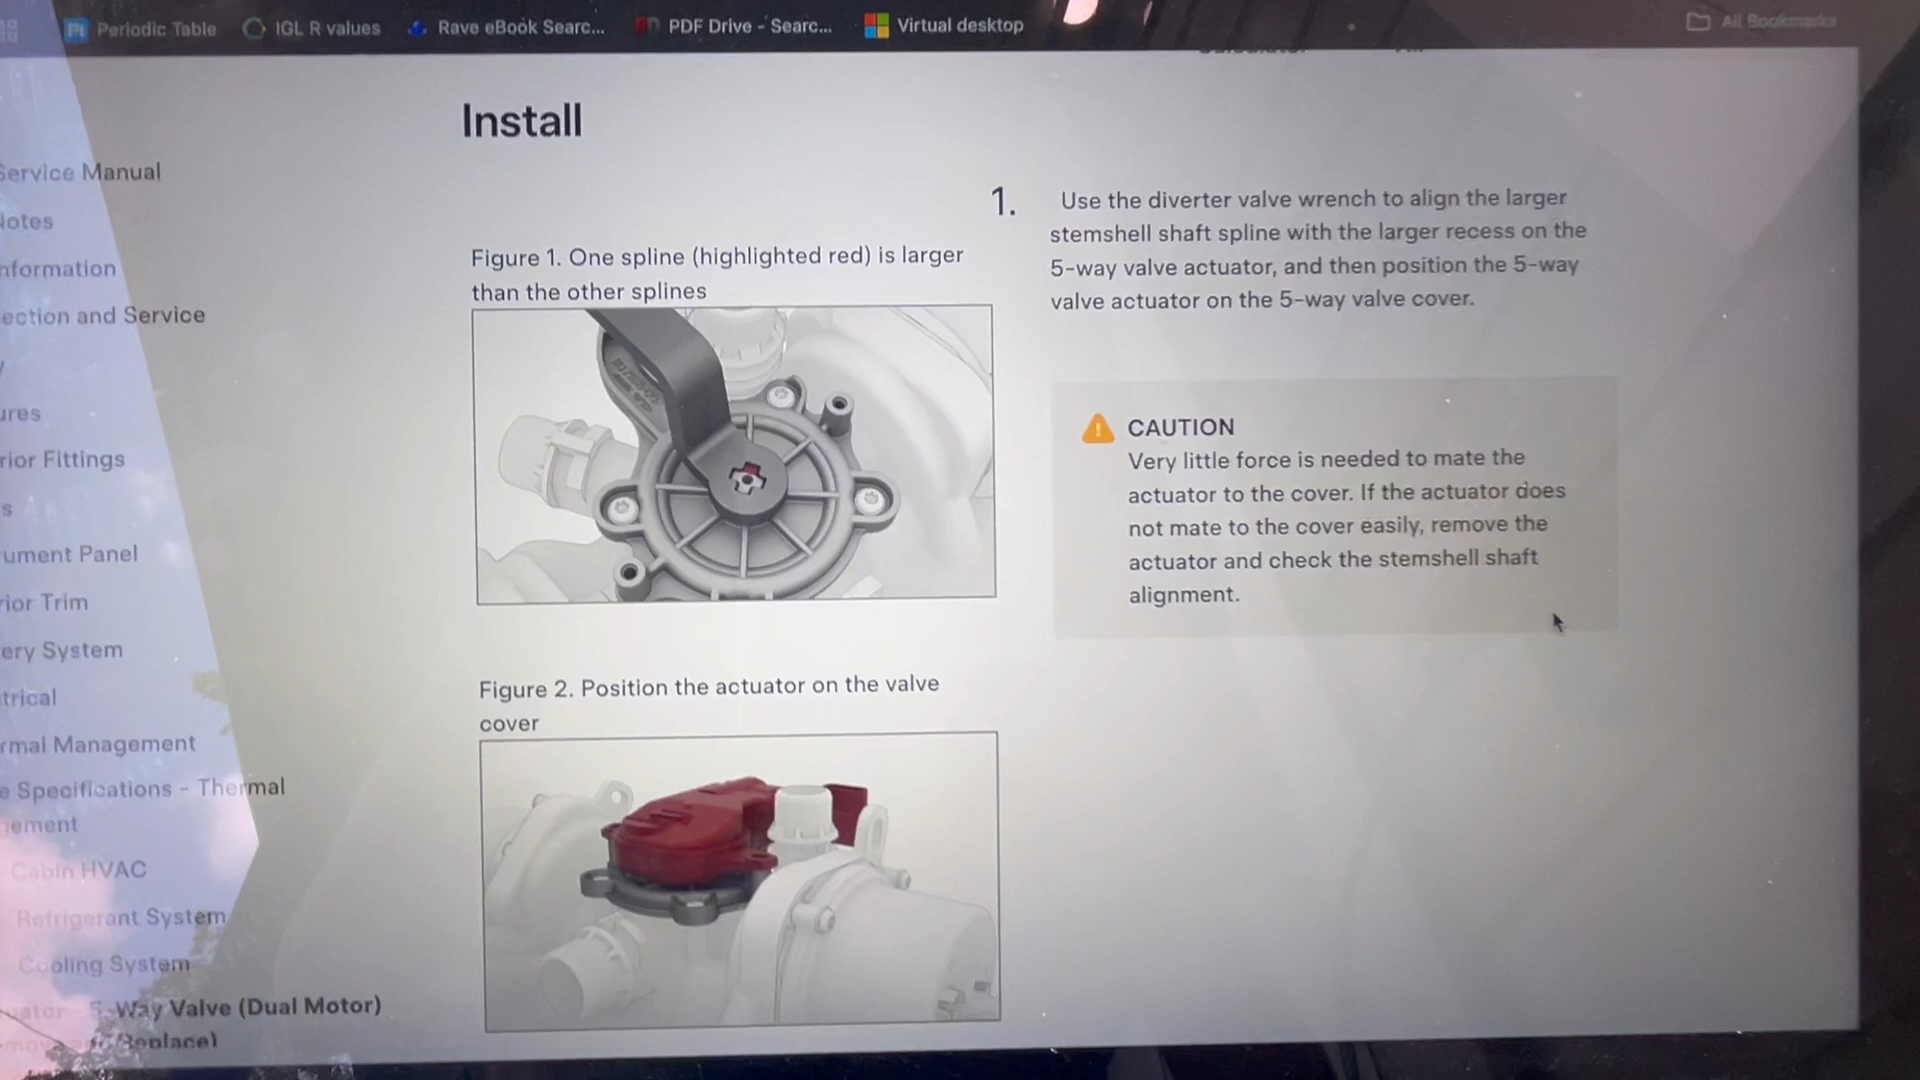 Periodic Table
IGL R values
Rave eBook Searc...
PDF Drive - Searc...
Virtual desktop
All Bookmarks
Install
Service Manual
Notes
nformation
ection and Service
ures
rior Fittings
s
ument Panel
rior Trim
ery System
trical
rmal Management
e Specifications - Thermal
gement
Cabin HVAC
Refrigerant System
Cooling System
uator - 5-Way Valve (Dual Motor)
Replace)
Figure 1. One spline (highlighted red) is larger
than the other splines
Figure 2. Position the actuator on the valve
cover
1. Use the diverter valve wrench to align the larger
stemshell shaft spline with the larger recess on the
5-way valve actuator, and then position the 5-way
valve actuator on the 5-way valve cover.
CAUTION
Very little force is needed to mate the
actuator to the cover. If the actuator does
not mate to the cover easily, remove the
actuator and check the stemshell shaft
alignment.